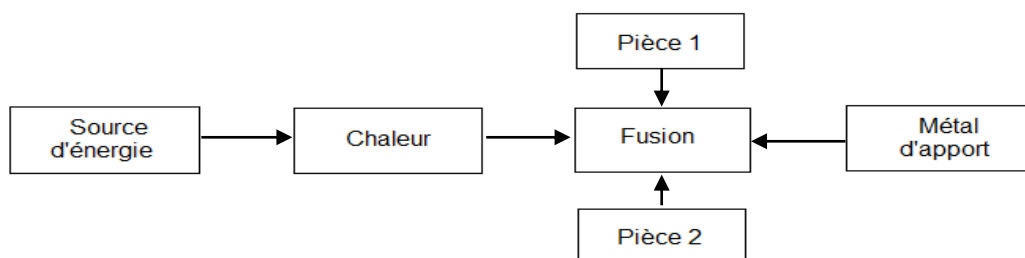 Pièce 1
Source
d'énergie
Chaleur
Fusion
Métal
d'apport
Pièce 2